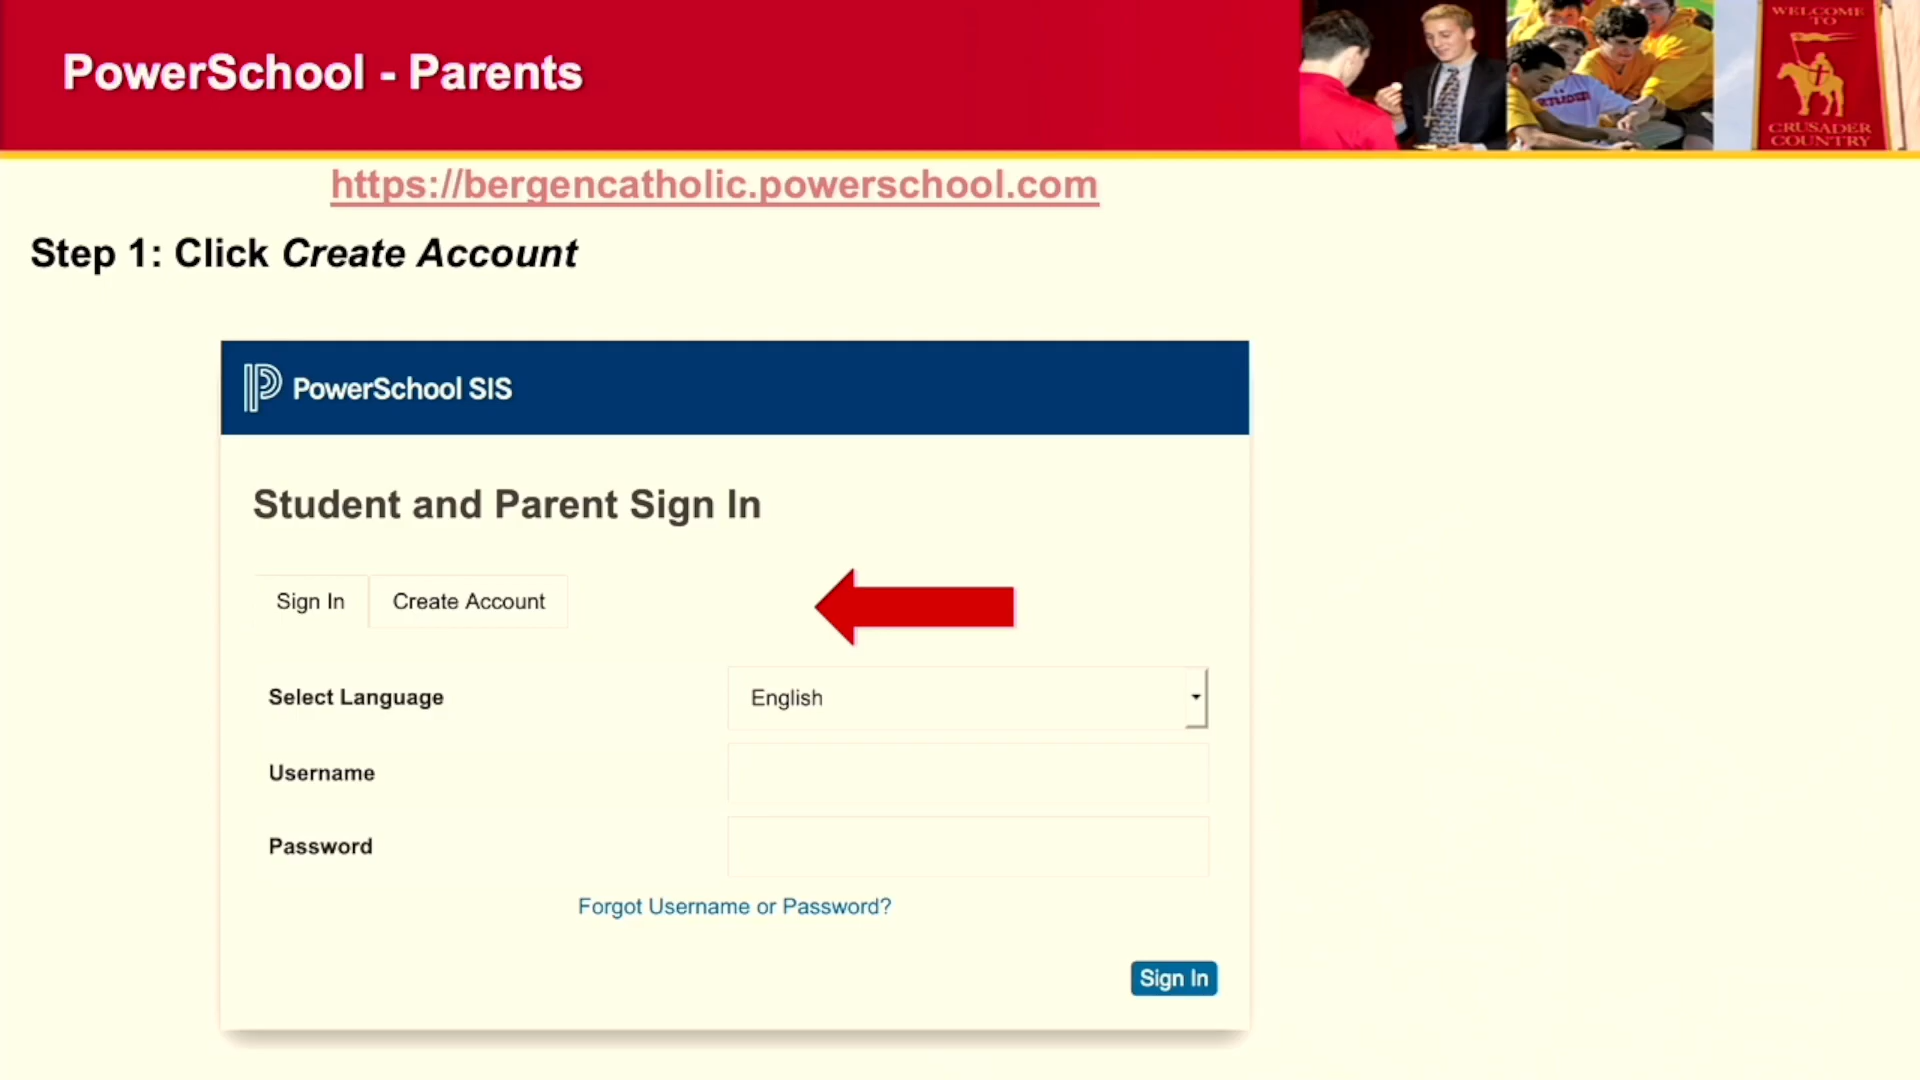 PowerSchool - Parents
WELCOME
TO
CRUSADER
COUNTRY
https://bergencatholic.powerschool.com
Step 1: Click Create Account
PowerSchool SIS
Student and Parent Sign In
Sign In
Create Account
Select Language
English
Username
Password
Forgot Username or Password?
Sign In